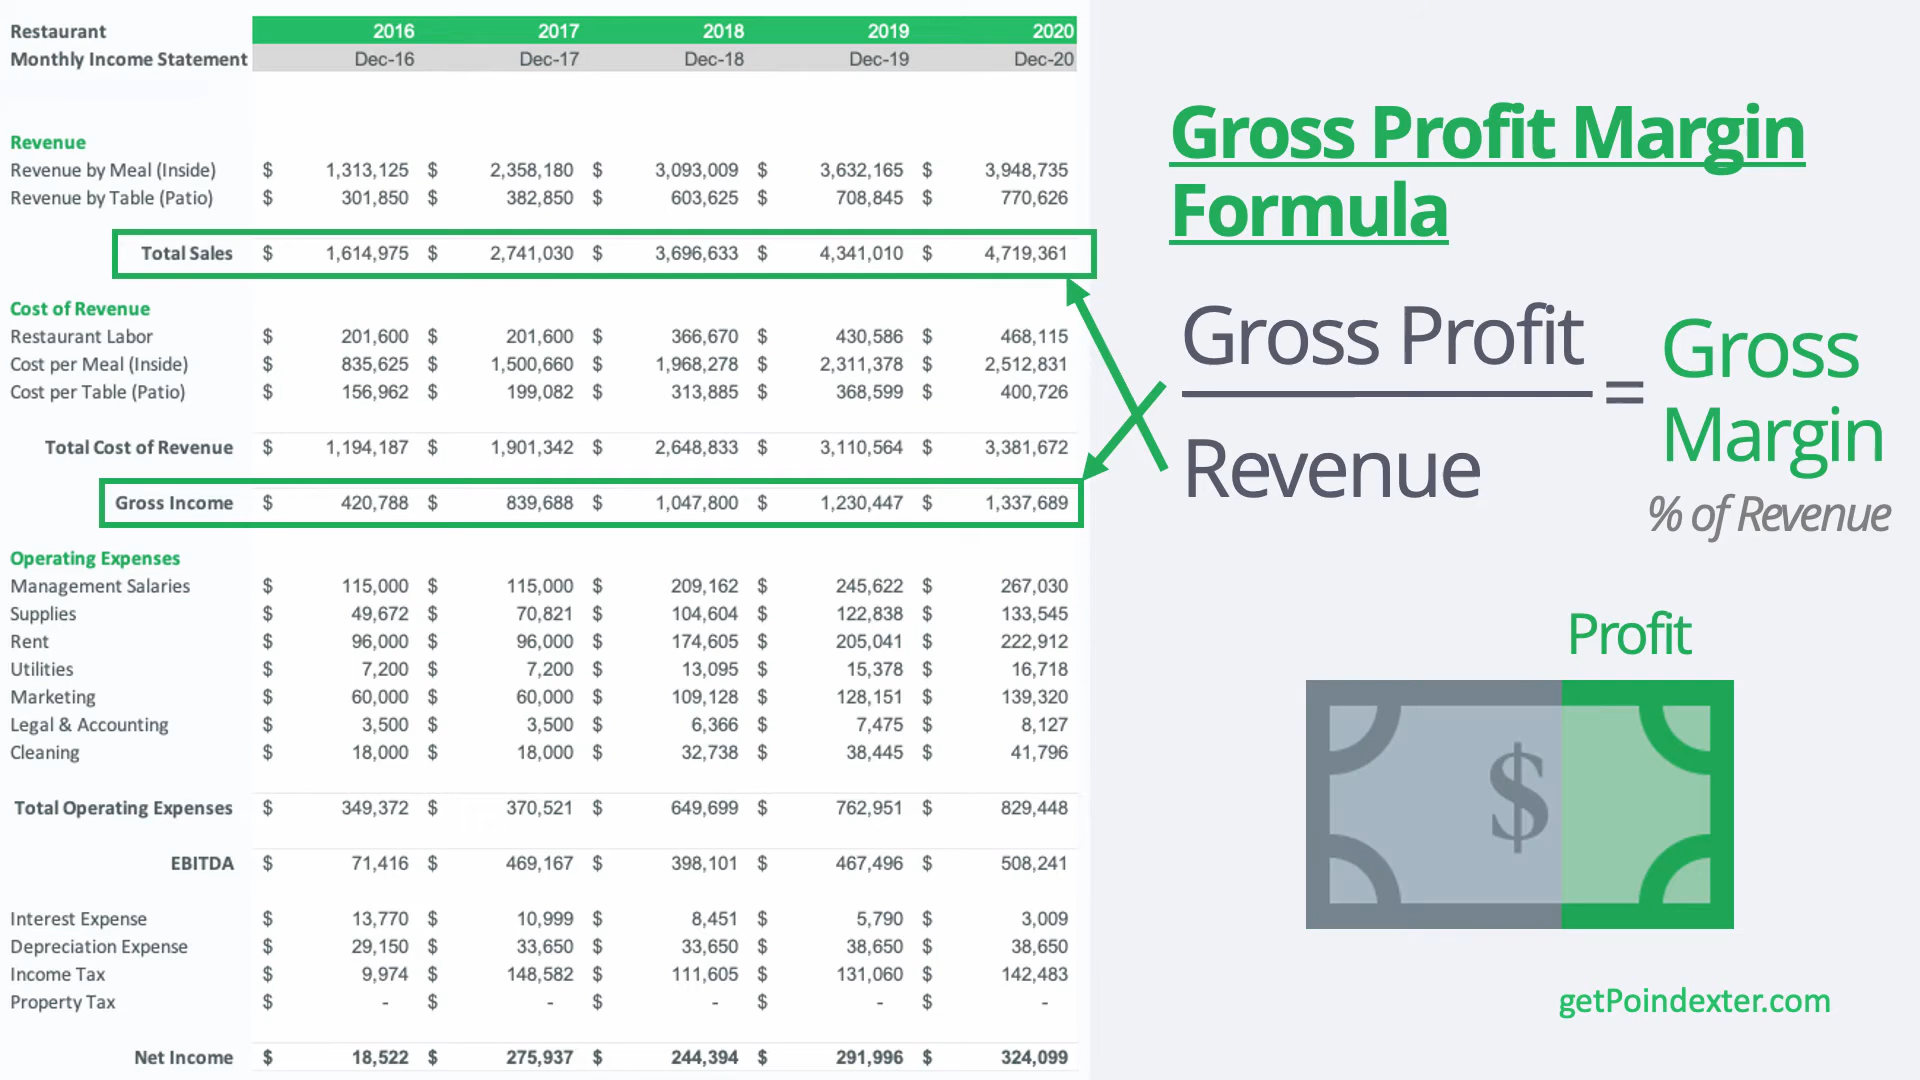 Restaurant 2016 2017 2018 2019 2020
Monthly Income Statement Dec-16 Dec-17 Dec-18 Dec-19 Dec-20
Revenue
Revenue by Meal (Inside) $ 1,313,125 $ 2,358,180 $ 3,093,009 $ 3,632,165 $ 3,948,735
Revenue by Table (Patio) $ 301,850 $ 382,850 $ 603,625 $ 708,845 $ 770,626
Total Sales $ 1,614,975 $ 2,741,030 $ 3,696,633 $ 4,341,010 $ 4,719,361
Cost of Revenue
Restaurant Labor $ 201,600 $ 201,600 $ 366,670 $ 430,586 $ 468,115
Cost per Meal (Inside) $ 835,625 $ 1,500,660 $ 1,968,278 $ 2,311,378 $ 2,512,831
Cost per Table (Patio) $ 156,962 $ 199,082 $ 313,885 $ 368,599 $ 400,726
Total Cost of Revenue $ 1,194,187 $ 1,901,342 $ 2,648,833 $ 3,110,564 $ 3,381,672
Gross Income $ 420,788 $ 839,688 $ 1,047,800 $ 1,230,447 $ 1,337,689
Operating Expenses
Management Salaries $ 115,000 $ 115,000 $ 209,162 $ 245,622 $ 267,030
Supplies $ 49,672 $ 70,821 $ 104,604 $ 122,838 $ 133,545
Rent $ 96,000 $ 96,000 $ 174,605 $ 205,041 $ 222,912
Utilities $ 7,200 $ 7,200 $ 13,095 $ 15,378 $ 16,718
Marketing $ 60,000 $ 60,000 $ 109,128 $ 128,151 $ 139,320
Legal & Accounting $ 3,500 $ 3,500 $ 6,366 $ 7,475 $ 8,127
Cleaning $ 18,000 $ 18,000 $ 32,738 $ 38,445 $ 41,796
Total Operating Expenses $ 349,372 $ 370,521 $ 649,699 $ 762,951 $ 829,448
EBITDA $ 71,416 $ 469,167 $ 398,101 $ 467,496 $ 508,241
Interest Expense $ 13,770 $ 10,999 $ 8,451 $ 5,790 $ 3,009
Depreciation Expense $ 29,150 $ 33,650 $ 33,650 $ 38,650 $ 38,650
Income Tax $ 9,974 $ 148,582 $ 111,605 $ 131,060 $ 142,483
Property Tax $ - $ - $ - $ - $ -
Net Income $ 18,522 $ 275,937 $ 244,394 $ 291,996 $ 324,099
Gross Profit Margin
Formula
Gross Profit
Revenue
=
Gross
Margin
% of Revenue
Profit
$
getPoindexter.com